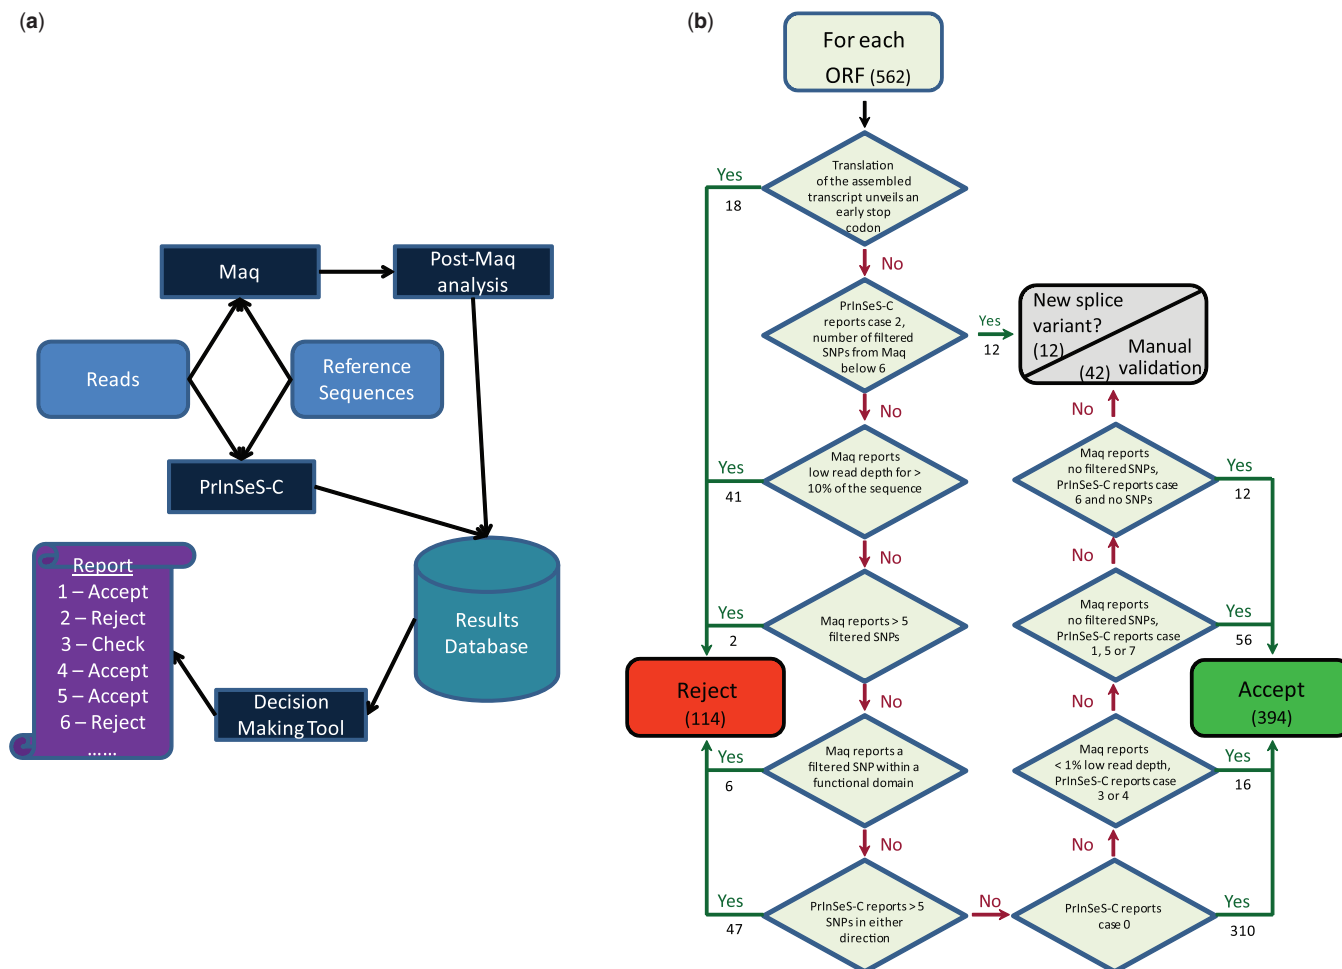 (a)
Maq
Post-Maq
analysis
Reads
Reference
Sequences
PrInSeS-C
Report
1 – Accept
2 – Reject
3 – Check
4 – Accept
5 – Accept
6 – Reject
......
Results
Database
Decision
Making Tool
(b)
For each
ORF (562)
Translation
of the assembled
transcript unveils an
early stop
codon
Yes
18
No
PrInSeS-C
reports case 2,
number of filtered
SNPs from Maq
below 6
Yes
12
New splice
variant?
(12)
Manual
(42) validation
No
Maq reports
low read depth for >
10% of the sequence
Yes
41
No
Maq reports > 5
filtered SNPs
Yes
2
No
Reject
(114)
Maq reports a
filtered SNP within a
functional domain
Yes
6
No
PrInSeS-C reports > 5
SNPs in either
direction
Yes
47
No
PrInSeS-C reports
case 0
Yes
310
No
Maq reports
< 1% low read depth,
PrInSeS-C reports case
3 or 4
Yes
16
No
Maq reports
no filtered SNPs,
PrInSeS-C reports case
1, 5 or 7
Yes
56
No
Maq reports
no filtered SNPs,
PrInSeS-C reports case
6 and no SNPs
Yes
12
No
Accept
(394)